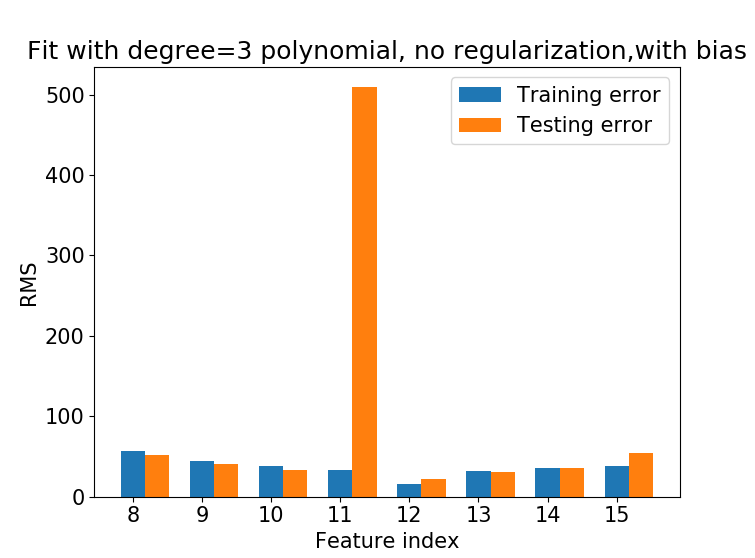 Fit with degree=3 polynomial, no regularization,with bias
Training error
Testing error
500
400
300
200
100
0
RMS
8 9 10 11 12 13 14 15
Feature index